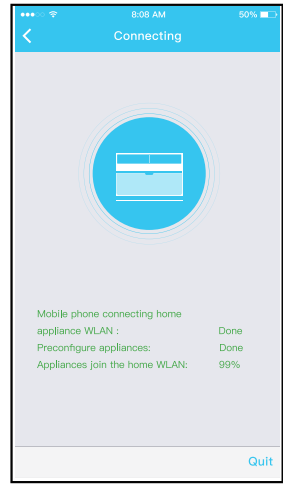 8:08 AM 50%
Connecting
Mobile phone connecting home
appliance WLAN : Done
Preconfigure appliances: Done
Appliances join the home WLAN: 99%
Quit